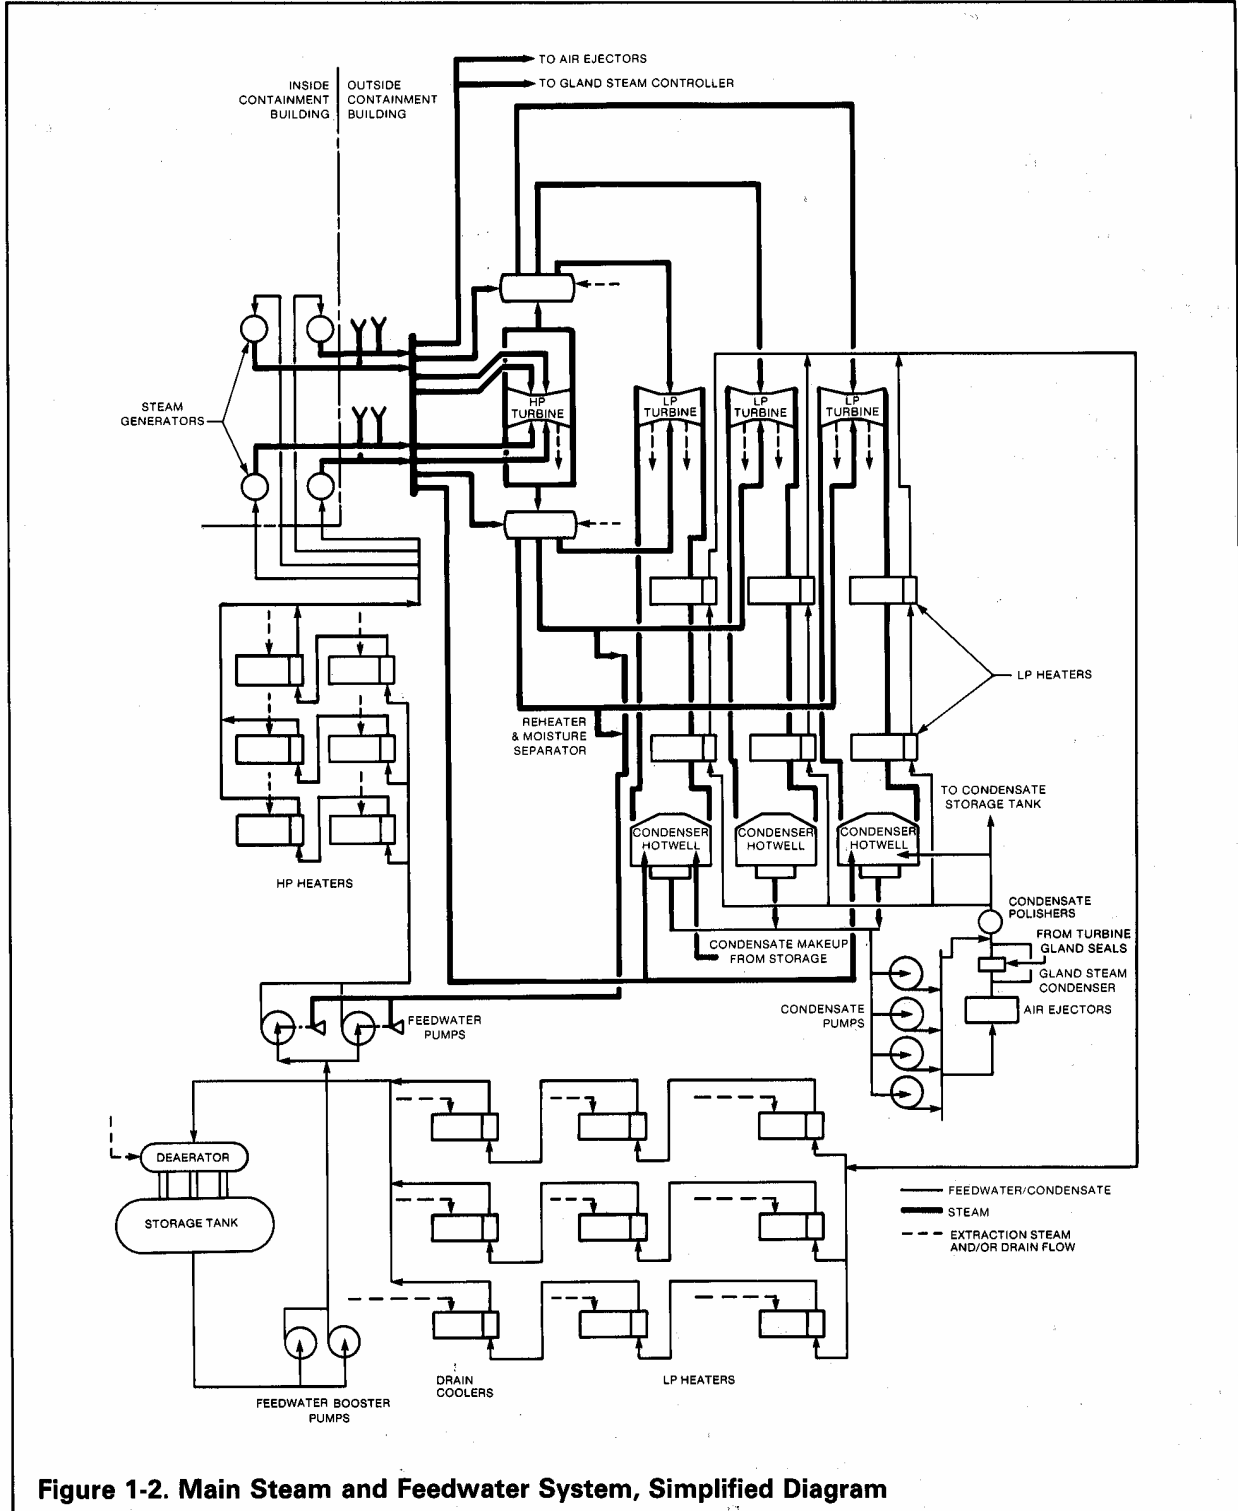 TO AIR EJECTORS
TO GLAND STEAM CONTROLLER
INSIDE
CONTAINMENT
BUILDING
OUTSIDE
CONTAINMENT
BUILDING
STEAM
GENERATORS
HP
TURBINE
LP
TURBINE
LP
TURBINE
LP
TURBINE
LP HEATERS
REHEATER
& MOISTURE
SEPARATOR
TO CONDENSATE
STORAGE TANK
CONDENSER
HOTWELL
CONDENSER
HOTWELL
CONDENSER
HOTWELL
HP HEATERS
CONDENSATE
POLISHERS
FROM TURBINE
GLAND SEALS
CONDENSATE MAKEUP
FROM STORAGE
GLAND STEAM
CONDENSER
CONDENSATE
PUMPS
AIR EJECTORS
FEEDWATER
PUMPS
DEAERATOR
STORAGE TANK
FEEDWATER/CONDENSATE
STEAM
EXTRACTION STEAM
AND/OR DRAIN FLOW
DRAIN
COOLERS
LP HEATERS
FEEDWATER BOOSTER
PUMPS
Figure 1-2. Main Steam and Feedwater System, Simplified Diagram